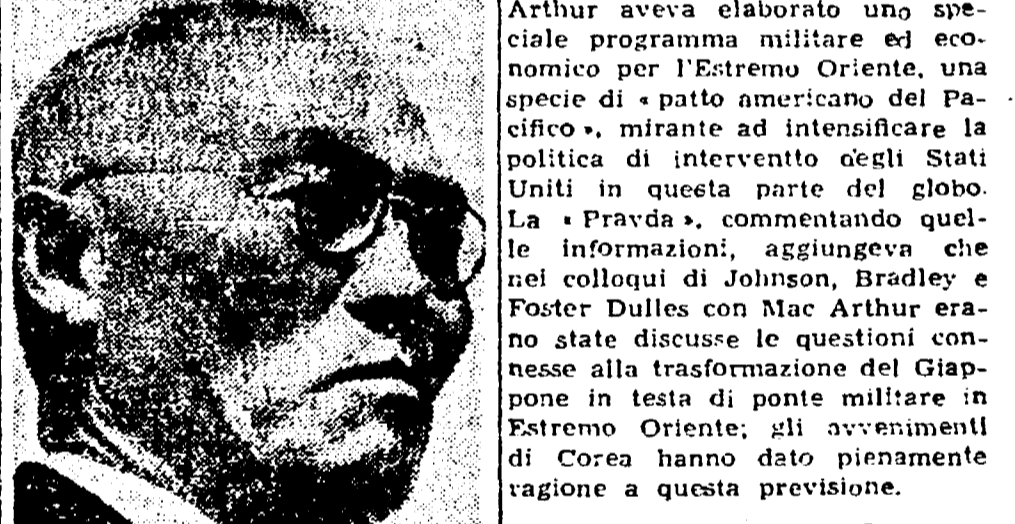 Arthur aveva elaborato uno spe-
ciale programma militare ed eco-
nomico per l'Estremo Oriente, una
specie di « patto americano del Pa-
cifico », mirante ad intensificare la
politica di interventto degli Stati
Uniti in questa parte del globo.
La « Pravda », commentando quel-
le informazioni, aggiungeva che
nei colloqui di Johnson, Bradley e
Foster Dulles con Mac Arthur era-
no state discusse le questioni con-
nesse alla trasformazione del Giap-
pone in testa di ponte militare in
Estremo Oriente; gli avvenimenti
di Corea hanno dato pienamente
ragione a questa previsione.